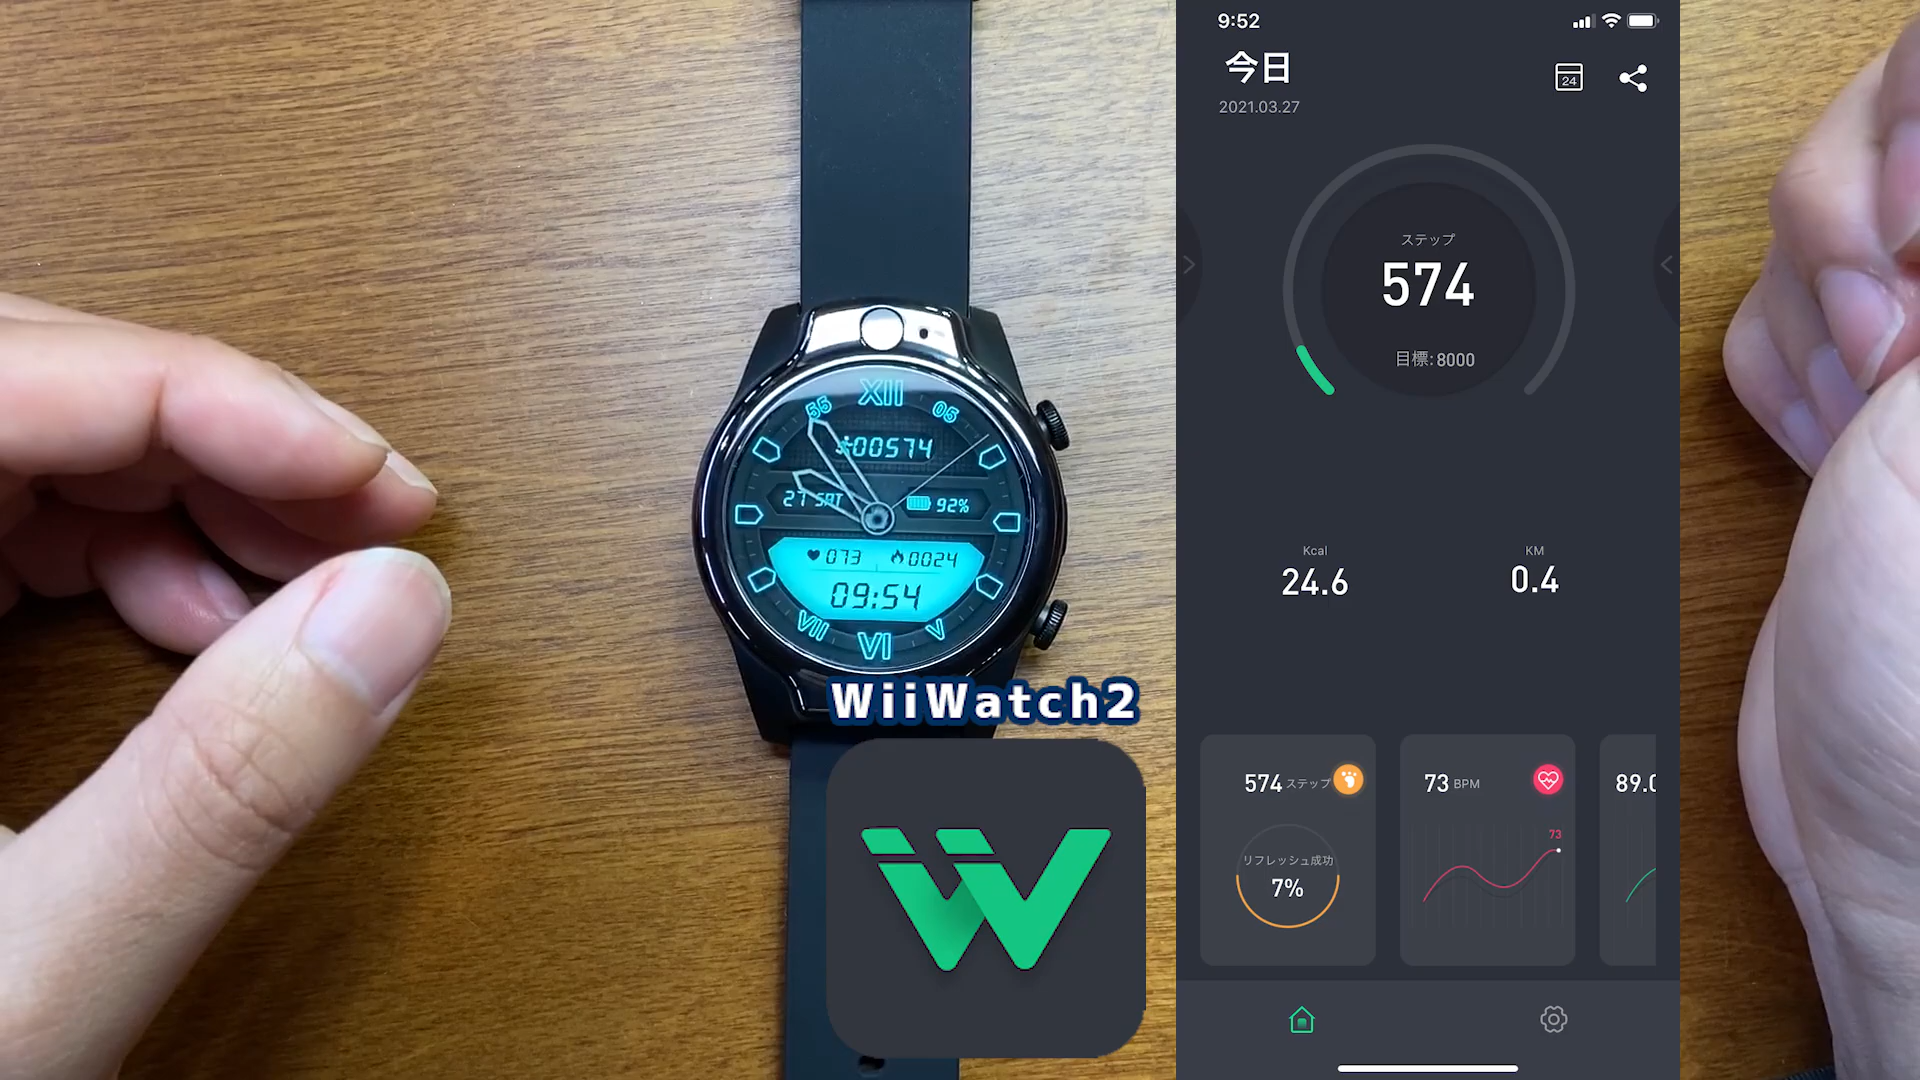 XII
55
05
00574
27 SAT
92%
073
0024
09:54
VII
VI
V
WiiWatch2
9:52
今日
24
2021.03.27
ステップ
574
目標:8000
Kcal
24.6
KM
0.4
574 ステップ
リフレッシュ成功
7%
73 BPM
73
89.0